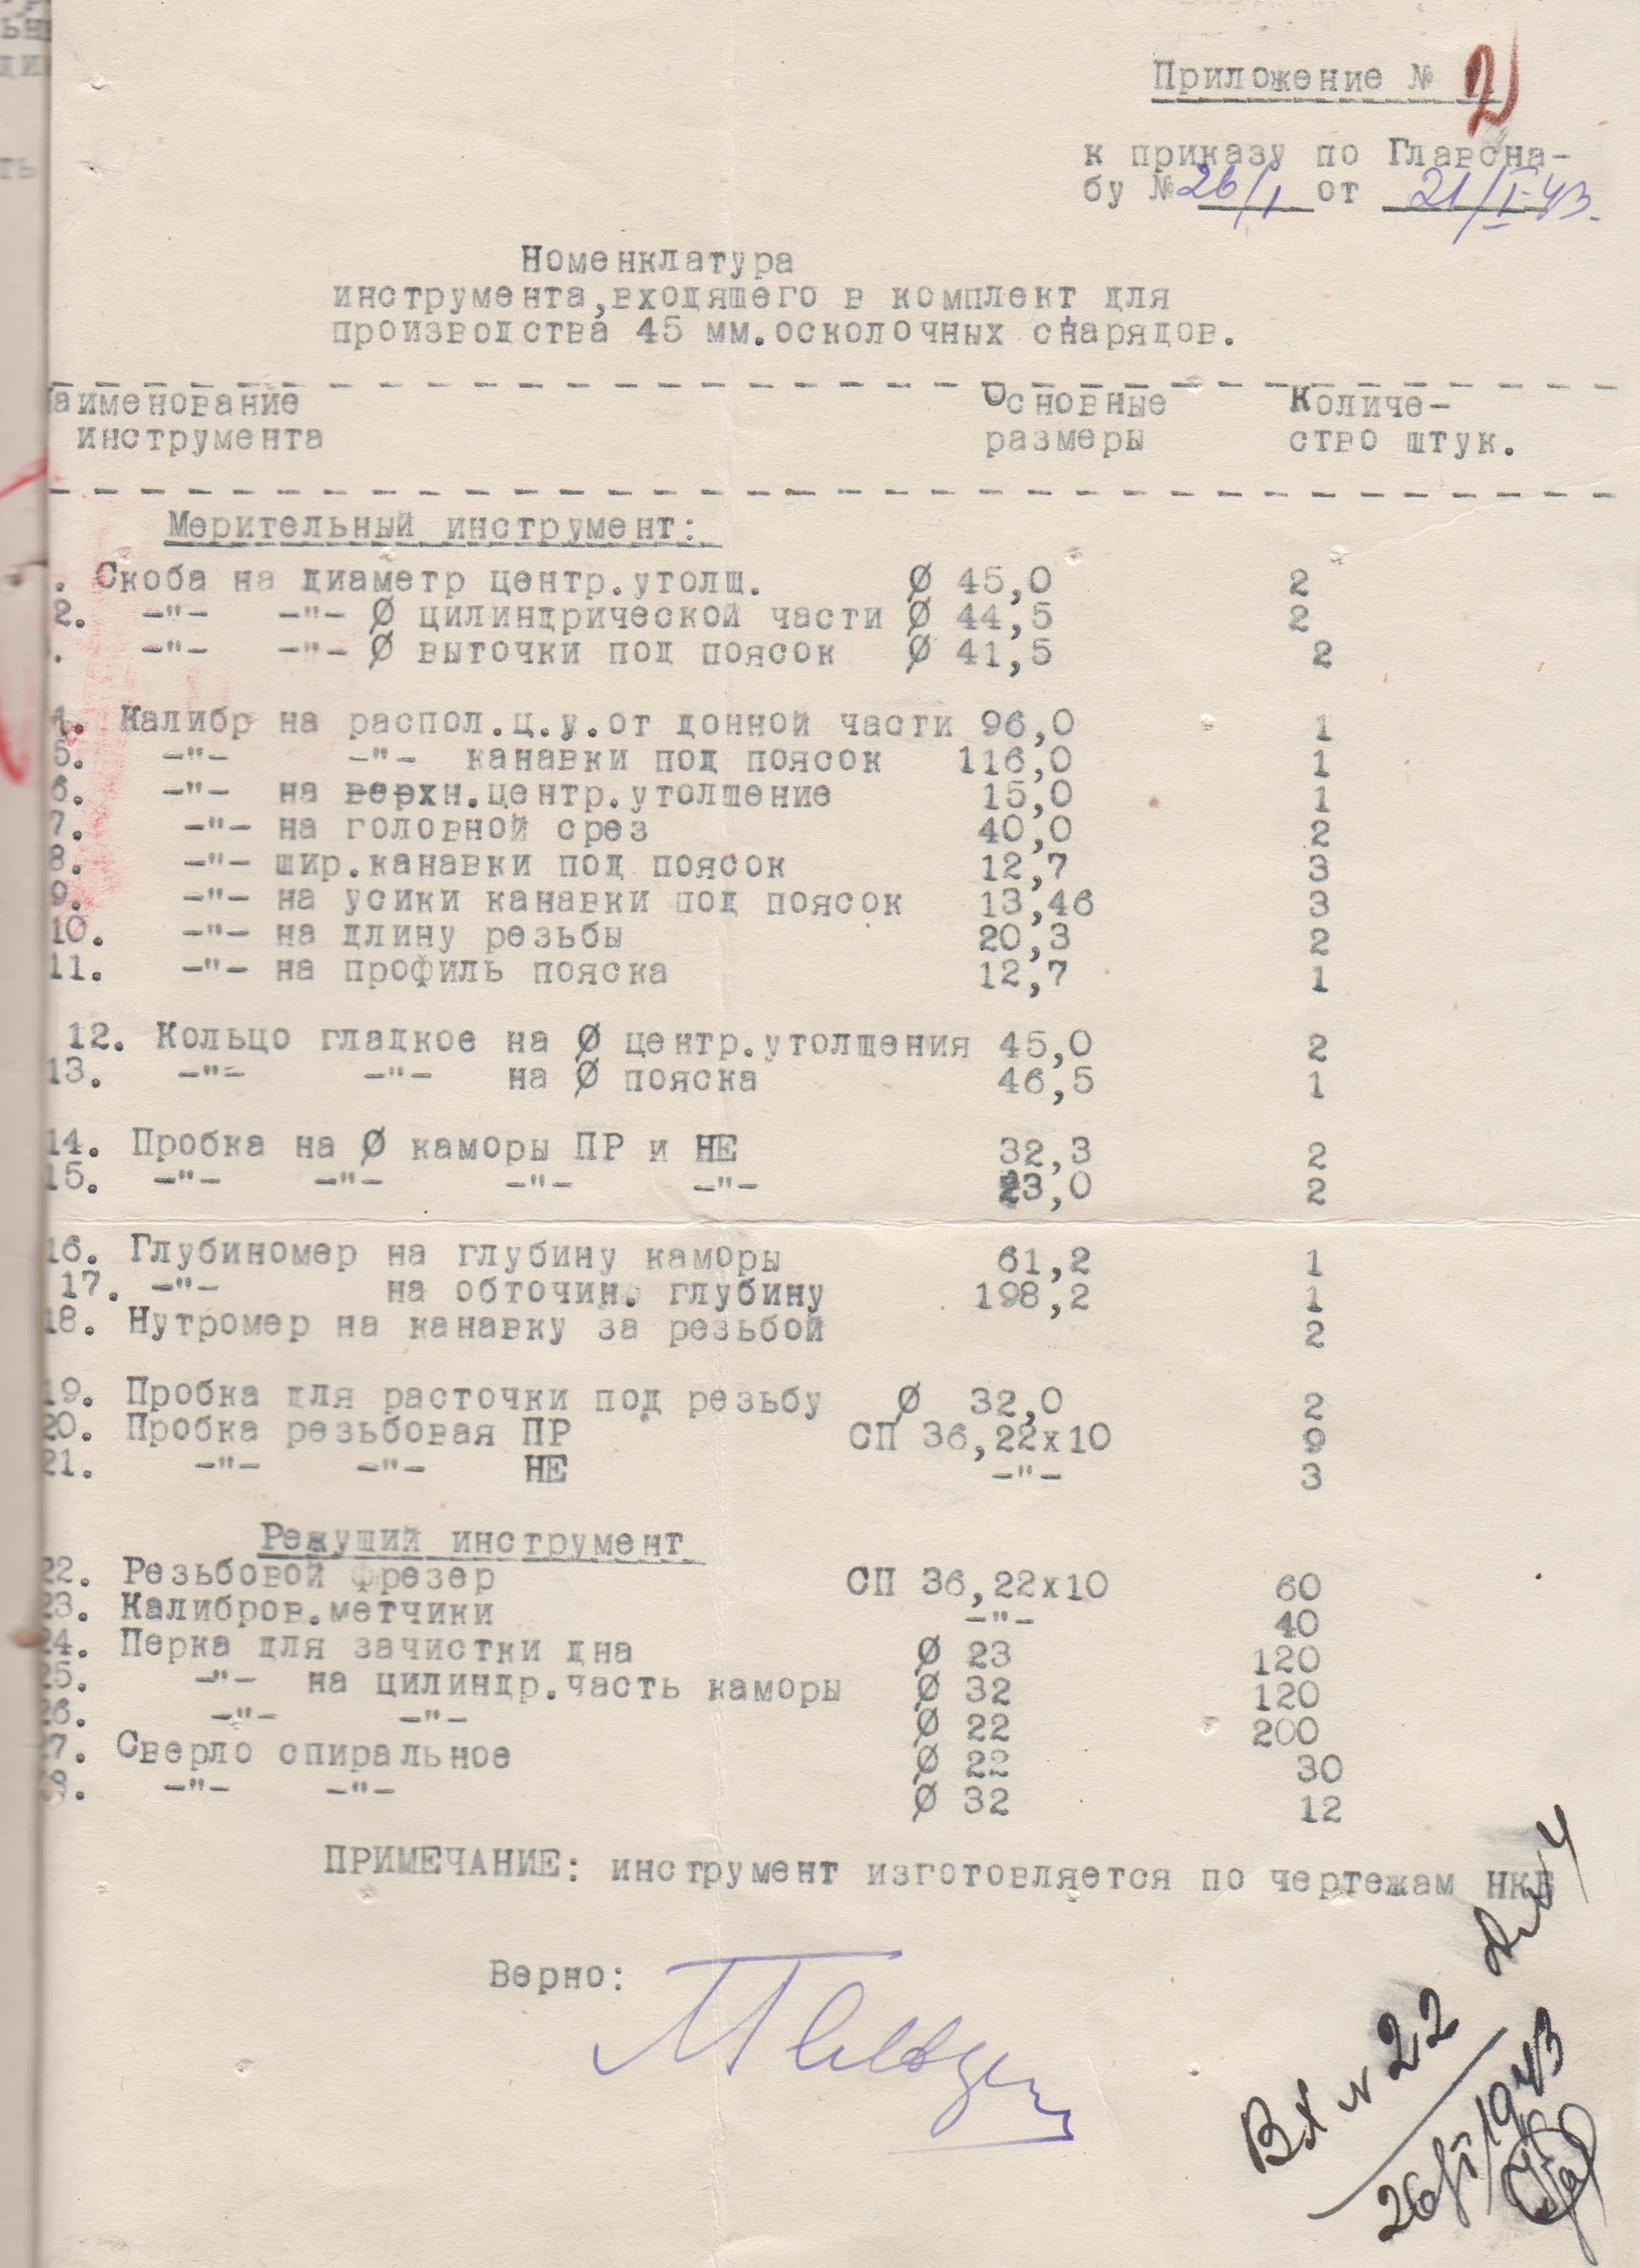 Приложение № 2
к приказу по Главсна-
бу № 26/1 от 21/I-43.
Номенклатура
инструмента,входящего в комплект для
производства 45 мм.осколочных снарядов.
аименование Основные Количе-
инструмента размеры ство штук.
Мерительный инструмент:
. Скоба на диаметр центр.утолщ. Ø 45,0 2
2. -"- -"- Ø цилиндрической части Ø 44,5 2
. -"- -"- Ø выточки под поясок Ø 41,5 2
4. Калибр на распол.ц.у.от донной части 96,0 1
5. -"- -"- канавки под поясок 116,0 1
6. -"- на верхн.центр.утолщение 15,0 1
7. -"- на головной срез 40,0 2
8. -"- шир.канавки под поясок 12,7 3
9. -"- на усики канавки под поясок 13,46 3
10. -"- на длину резьбы 20,3 2
11. -"- на профиль пояска 12,7 1
12. Кольцо гладкое на Ø центр.утолщения 45,0 2
13. -"- -"- на Ø пояска 46,5 1
14. Пробка на Ø каморы ПР и НЕ 32,3 2
15. -"- -"- -"- -"- 23,0 2
16. Глубиномер на глубину каморы 61,2 1
17. -"- на обточин. глубину 198,2 1
18. Нутромер на канавку за резьбой 2
19. Пробка для расточки под резьбу Ø 32,0 2
20. Пробка резьбовая ПР СП 36,22х10 9
21. -"- -"- НЕ -"- 3
Режущий инструмент
22. Резьбовой фрезер СП 36,22х10 60
23. Калибров.метчики -"- 40
24. Перка для зачистки дна Ø 23 120
25. -"- на цилиндр.часть каморы Ø 32 120
26. -"- -"- Ø 22 200
27. Сверло спиральное Ø 22 30
8. -"- -"- Ø 32 12
ПРИМЕЧАНИЕ: инструмент изготовляется по чертежам НКБ
Верно:
Вх № 22
26/I/1943